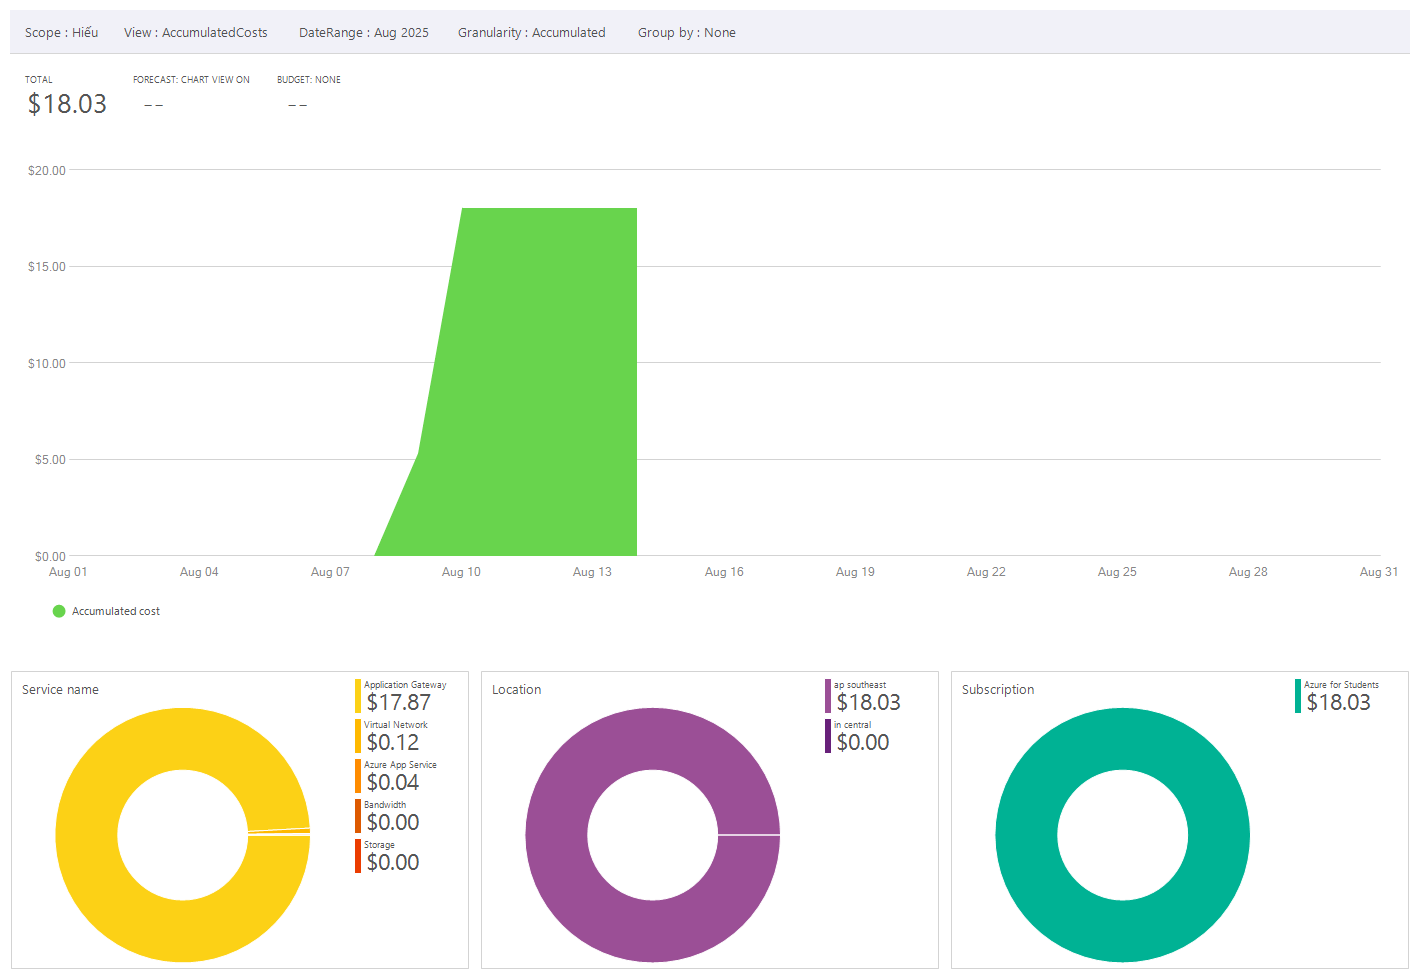 Scope : Hiếu View : AccumulatedCosts DateRange : Aug 2025 Granularity : Accumulated Group by : None
TOTAL FORECAST: CHART VIEW ON BUDGET: NONE
$18.03 -- --
$20.00
$15.00
$10.00
$5.00
$0.00
Aug 01 Aug 04 Aug 07 Aug 10 Aug 13 Aug 16 Aug 19 Aug 22 Aug 25 Aug 28 Aug 31
Accumulated cost
Service name
Application Gateway
$17.87
Virtual Network
$0.12
Azure App Service
$0.04
Bandwidth
$0.00
Storage
$0.00
Location
ap southeast
$18.03
in central
$0.00
Subscription
Azure for Students
$18.03